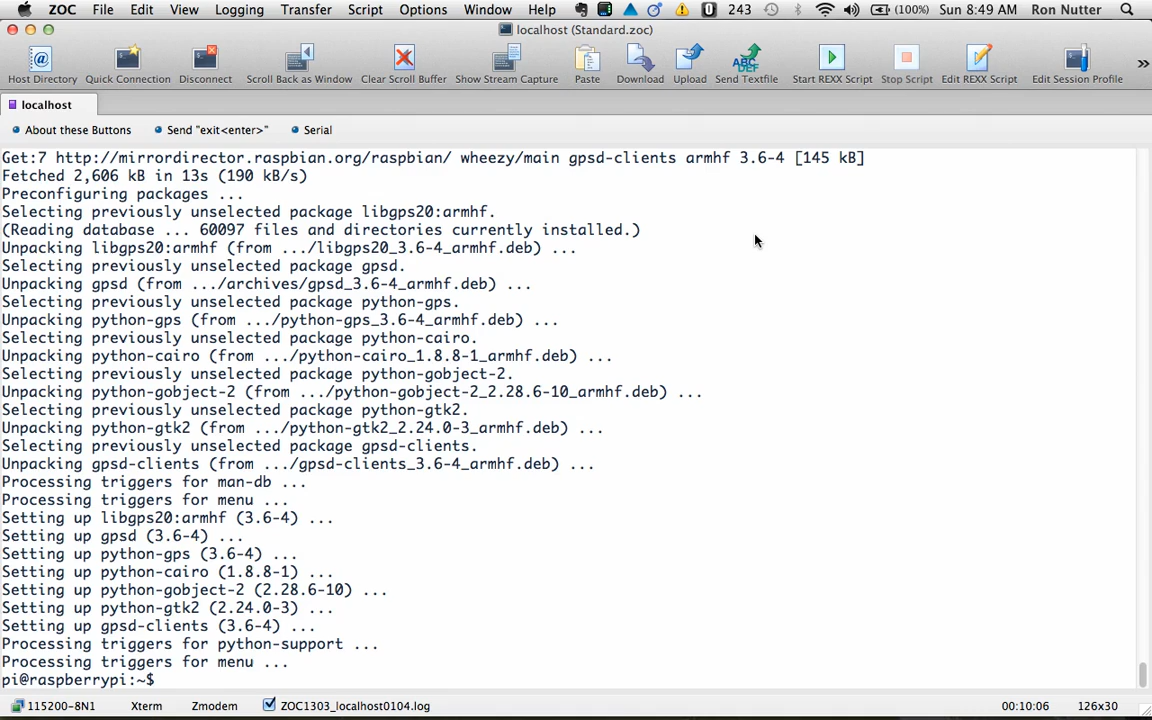 ZOC File Edit View Logging Transfer Script Options Window Help 243 (100%) Sun 8:49 AM Ron Nutter
localhost (Standard.zoc)
Host Directory Quick Connection Disconnect Scroll Back as Window Clear Scroll Buffer Show Stream Capture Paste Download Upload Send Textfile Start REXX Script Stop Script Edit REXX Script Edit Session Profile
localhost
About these Buttons Send "exit<enter>" Serial
Get:7 http://mirrordirector.raspbian.org/raspbian/ wheezy/main gpsd-clients armhf 3.6-4 [145 kB]
Fetched 2,606 kB in 13s (190 kB/s)
Preconfiguring packages ...
Selecting previously unselected package libgps20:armhf.
(Reading database ... 60097 files and directories currently installed.)
Unpacking libgps20:armhf (from .../libgps20_3.6-4_armhf.deb) ...
Selecting previously unselected package gpsd.
Unpacking gpsd (from .../archives/gpsd_3.6-4_armhf.deb) ...
Selecting previously unselected package python-gps.
Unpacking python-gps (from .../python-gps_3.6-4_armhf.deb) ...
Selecting previously unselected package python-cairo.
Unpacking python-cairo (from .../python-cairo_1.8.8-1_armhf.deb) ...
Selecting previously unselected package python-gobject-2.
Unpacking python-gobject-2 (from .../python-gobject-2_2.28.6-10_armhf.deb) ...
Selecting previously unselected package python-gtk2.
Unpacking python-gtk2 (from .../python-gtk2_2.24.0-3_armhf.deb) ...
Selecting previously unselected package gpsd-clients.
Unpacking gpsd-clients (from .../gpsd-clients_3.6-4_armhf.deb) ...
Processing triggers for man-db ...
Processing triggers for menu ...
Setting up libgps20:armhf (3.6-4) ...
Setting up gpsd (3.6-4) ...
Setting up python-gps (3.6-4) ...
Setting up python-cairo (1.8.8-1) ...
Setting up python-gobject-2 (2.28.6-10) ...
Setting up python-gtk2 (2.24.0-3) ...
Setting up gpsd-clients (3.6-4) ...
Processing triggers for python-support ...
Processing triggers for menu ...
pi@raspberrypi:~$
115200-8N1 Xterm Zmodem ZOC1303_localhost0104.log 00:10:06 126x30